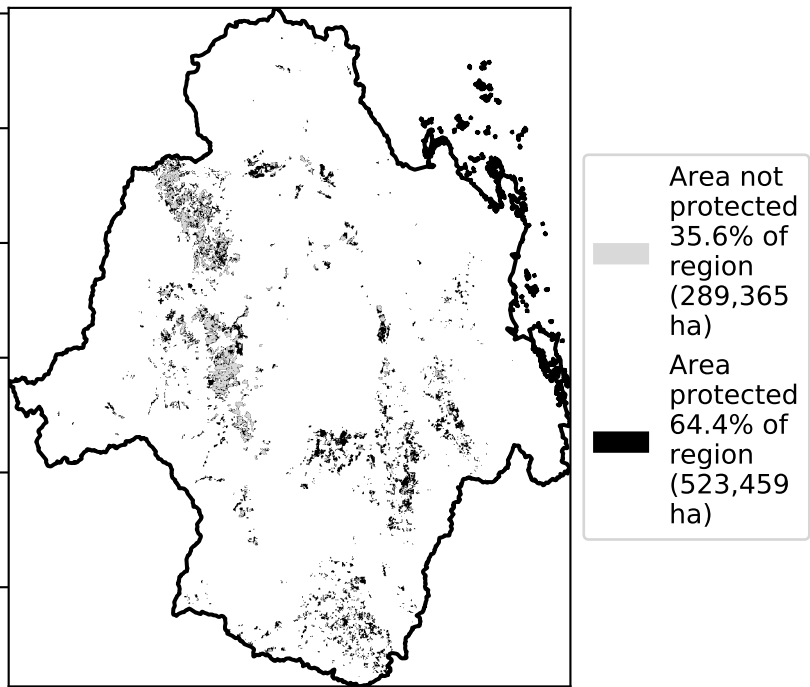 Area not
protected
35.6% of
region
(289,365
ha)
Area
protected
64.4% of
region
(523,459
ha)